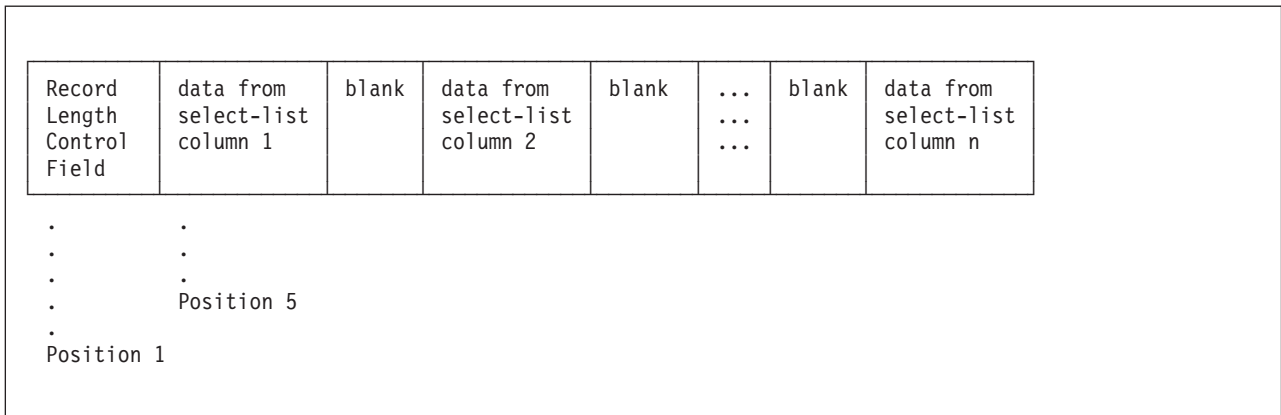 Record data from blank data from blank ... blank data from
Length select-list select-list ... select-list
Control column 1 column 2 ... column n
Field
. .
. .
. .
. Position 5
.
Position 1